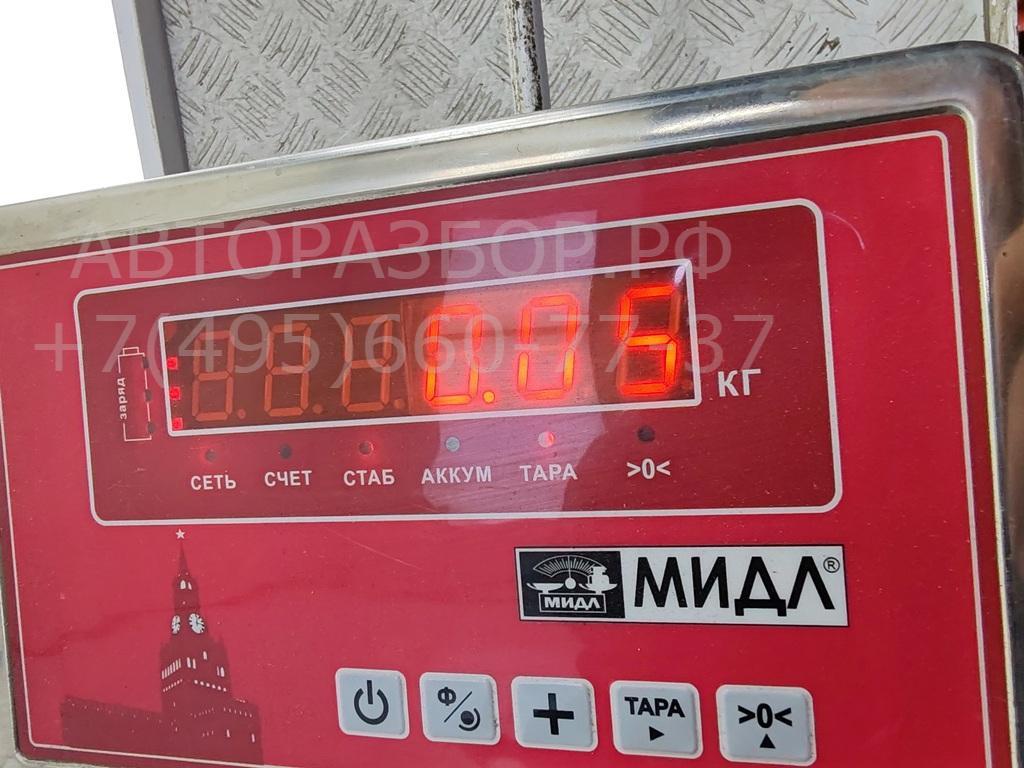 АВТОРАЗБОР.РФ
+7(495)660-77-37
0.05
КГ
заряд
СЕТЬ СЧЕТ СТАБ АККУМ ТАРА >0<
МИДЛ МИДЛ®
Ф
ТАРА >0<